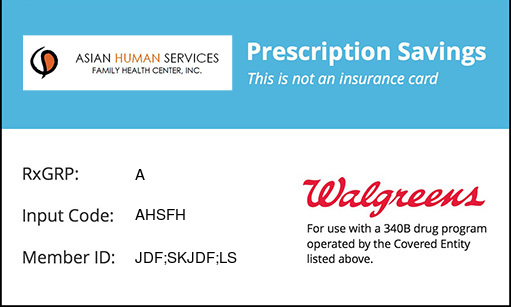 ASIAN HUMAN SERVICES
FAMILY HEALTH CENTER, INC.
Prescription Savings
This is not an insurance card
RxGRP: A
Input Code: AHSFH
Member ID: JDF;SKJDF;LS
Walgreens
For use with a 340B drug program
operated by the Covered Entity
listed above.